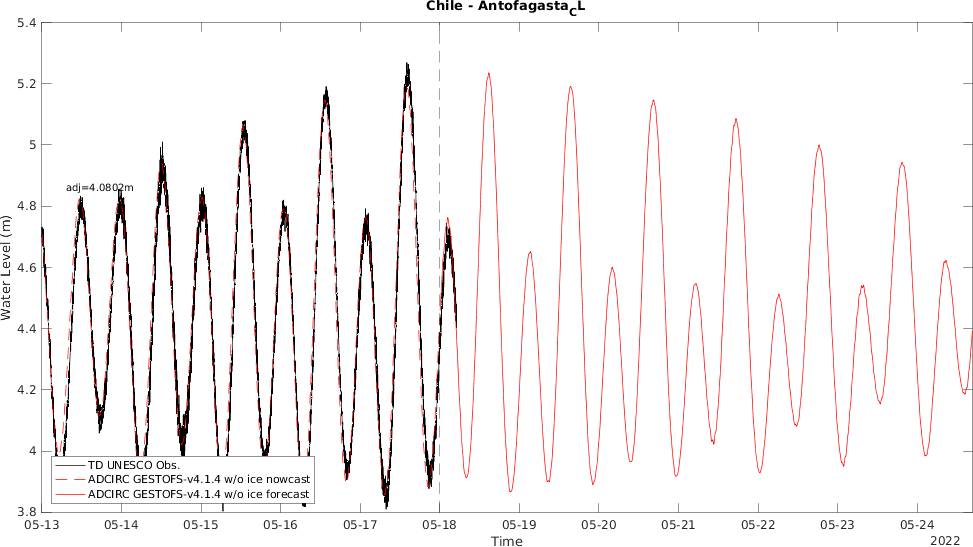 Chile - Antofagasta_CL
5.4
5.2
5
4.8
4.6
4.4
4.2
4
3.8
Water Level (m)
adj=4.0802m
TD UNESCO Obs.
ADCIRC GESTOFS-v4.1.4 w/o ice nowcast
ADCIRC GESTOFS-v4.1.4 w/o ice forecast
05-13 05-14 05-15 05-16 05-17 05-18 05-19 05-20 05-21 05-22 05-23 05-24
Time
2022